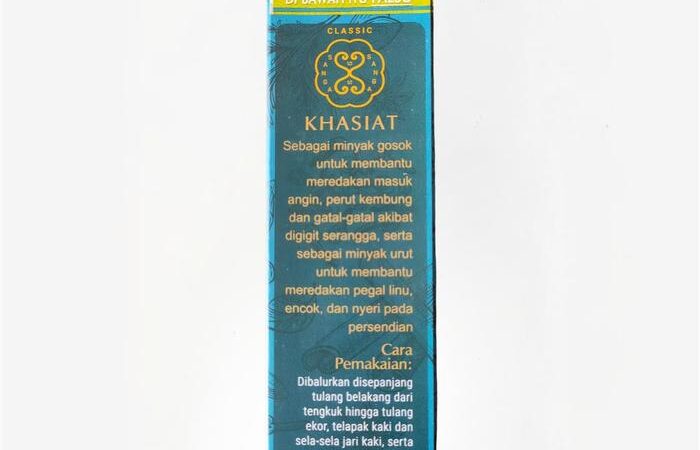 CLASSIC
SANGA SANGA
KHASIAT
Sebagai minyak gosok
untuk membantu
meredakan masuk
angin, perut kembung
dan gatal-gatal akibat
digigit serangga, serta
sebagai minyak urut
untuk membantu
meredakan pegal linu,
encok, dan nyeri pada
persendian
Cara
Pemakaian:
Dibalurkan disepanjang
tulang belakang dari
tengkuk hingga tulang
ekor, telapak kaki dan
sela-sela jari kaki, serta